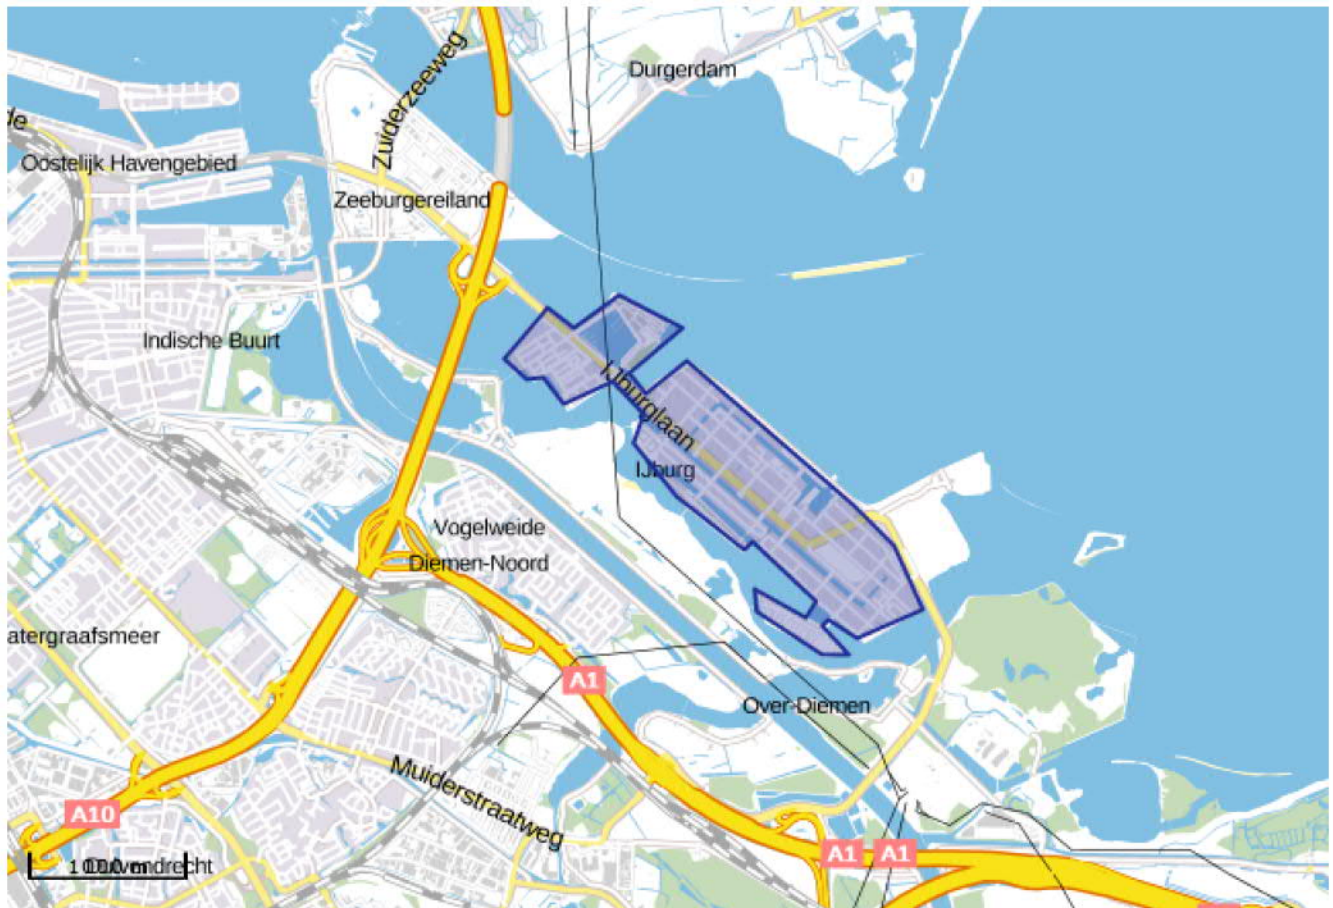 Durgerdam
Zuiderzeeweg
de
Oostelijk Havengebied
Zeeburgereiland
Indische Buurt
IJburglaan
IJburg
Vogelweide
Diemen-Noord
atergraafsmeer
A1
Over-Diemen
Muiderstraatweg
A10
A1
A1